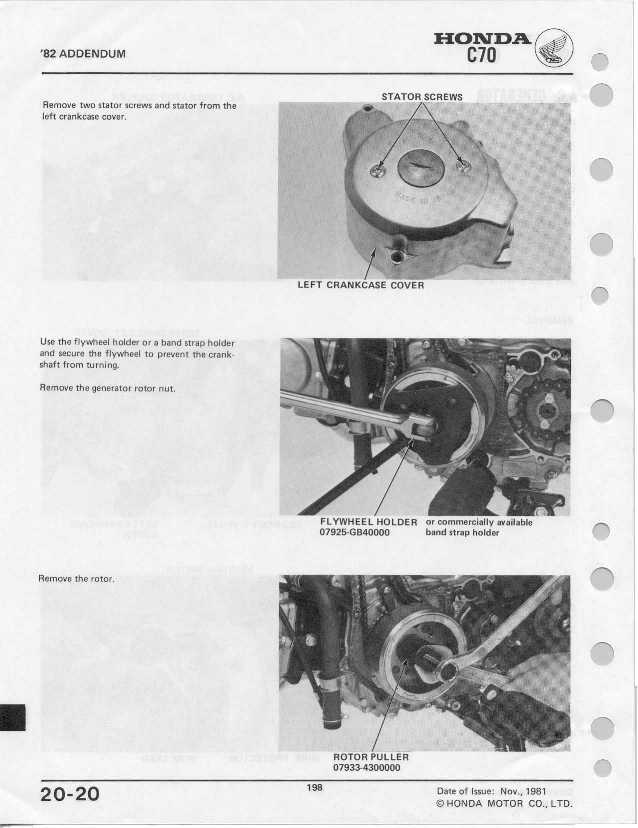 '82 ADDENDUM
HONDA
C70
Remove two stator screws and stator from the
left crankcase cover.
STATOR SCREWS
LEFT CRANKCASE COVER
Use the flywheel holder or a band strap holder
and secure the flywheel to prevent the crank-
shaft from turning.
Remove the generator rotor nut.
FLYWHEEL HOLDER or commercially available
07925-GB40000 band strap holder
Remove the rotor.
ROTOR PULLER
07933-4300000
20-20
198
Date of Issue: Nov., 1981
© HONDA MOTOR CO., LTD.